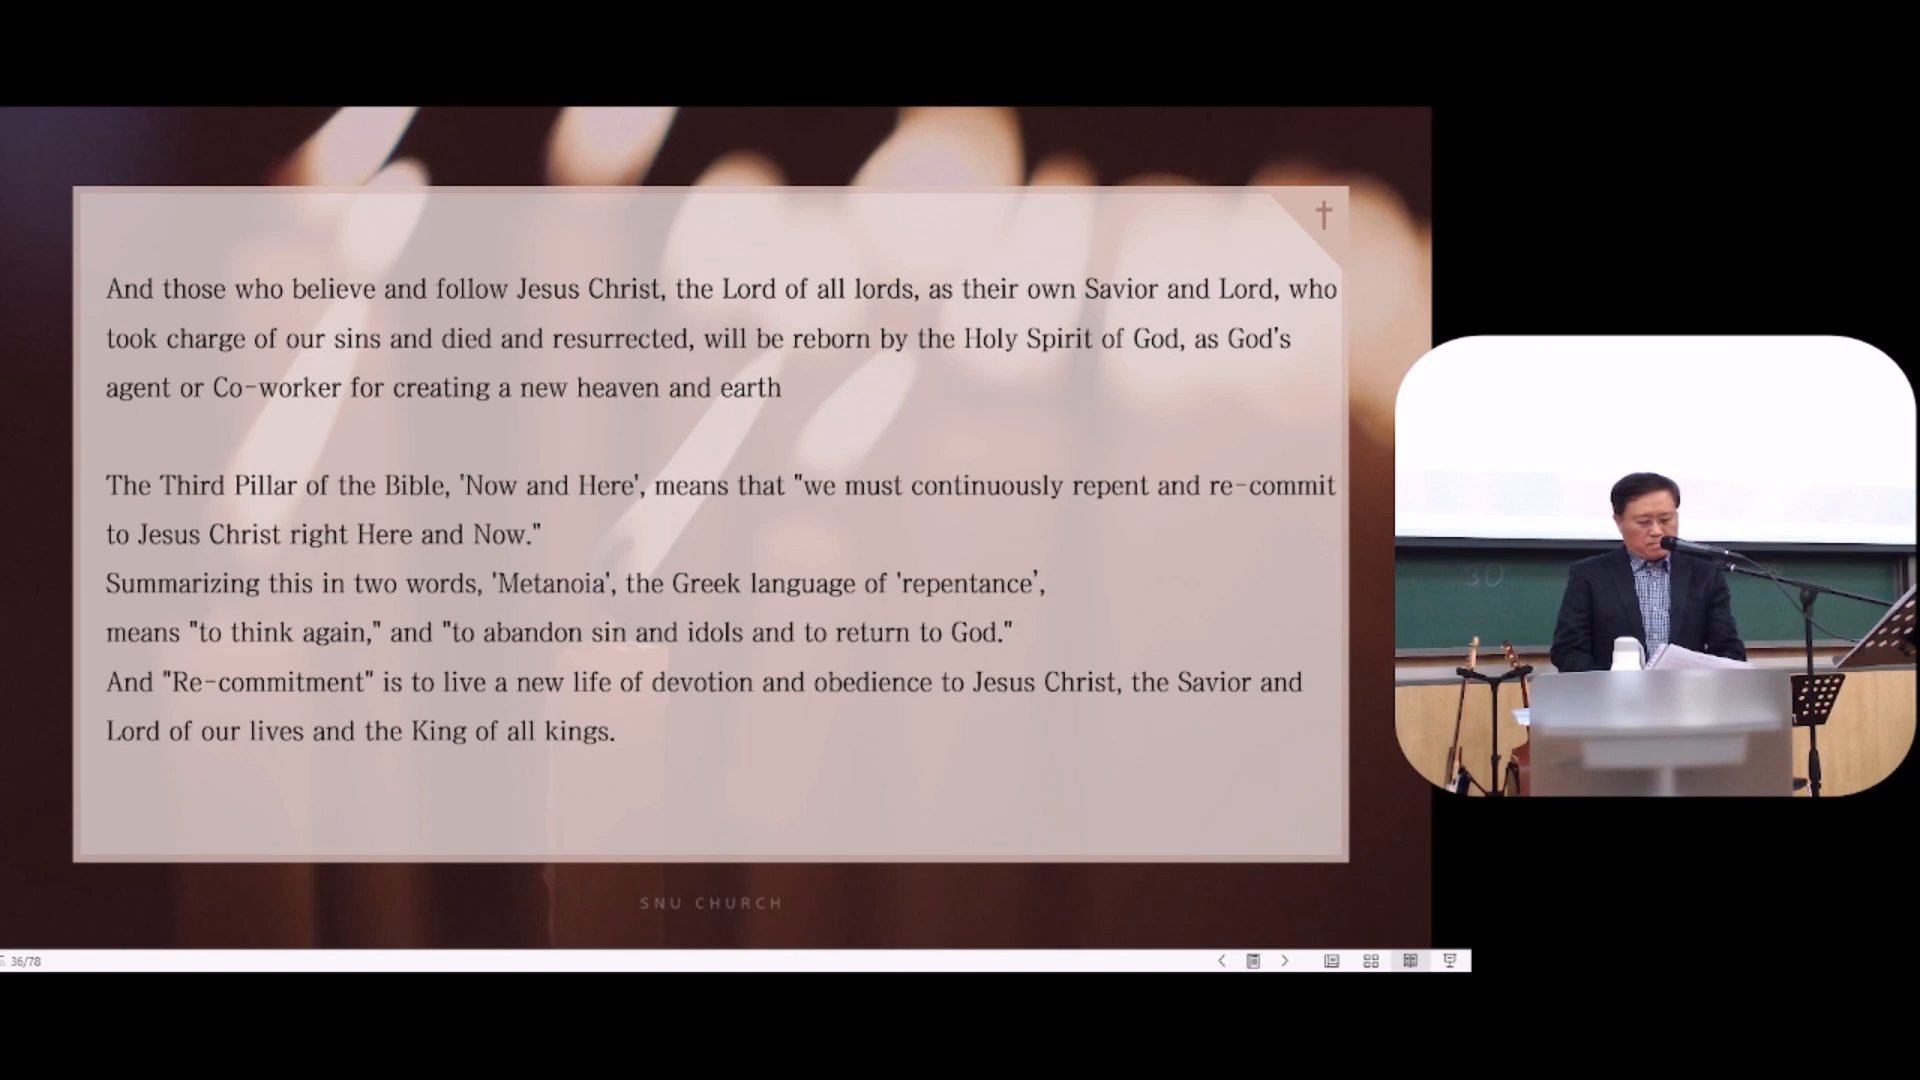 And those who believe and follow Jesus Christ, the Lord of all lords, as their own Savior and Lord, who
took charge of our sins and died and resurrected, will be reborn by the Holy Spirit of God, as God's
agent or Co-worker for creating a new heaven and earth
The Third Pillar of the Bible, 'Now and Here', means that "we must continuously repent and re-commit
to Jesus Christ right Here and Now."
Summarizing this in two words, 'Metanoia', the Greek language of 'repentance’,
means "to think again," and "to abandon sin and idols and to return to God."
And "Re-commitment" is to live a new life of devotion and obedience to Jesus Christ, the Savior and
Lord of our lives and the King of all kings.
SNU CHURCH
36/78
30